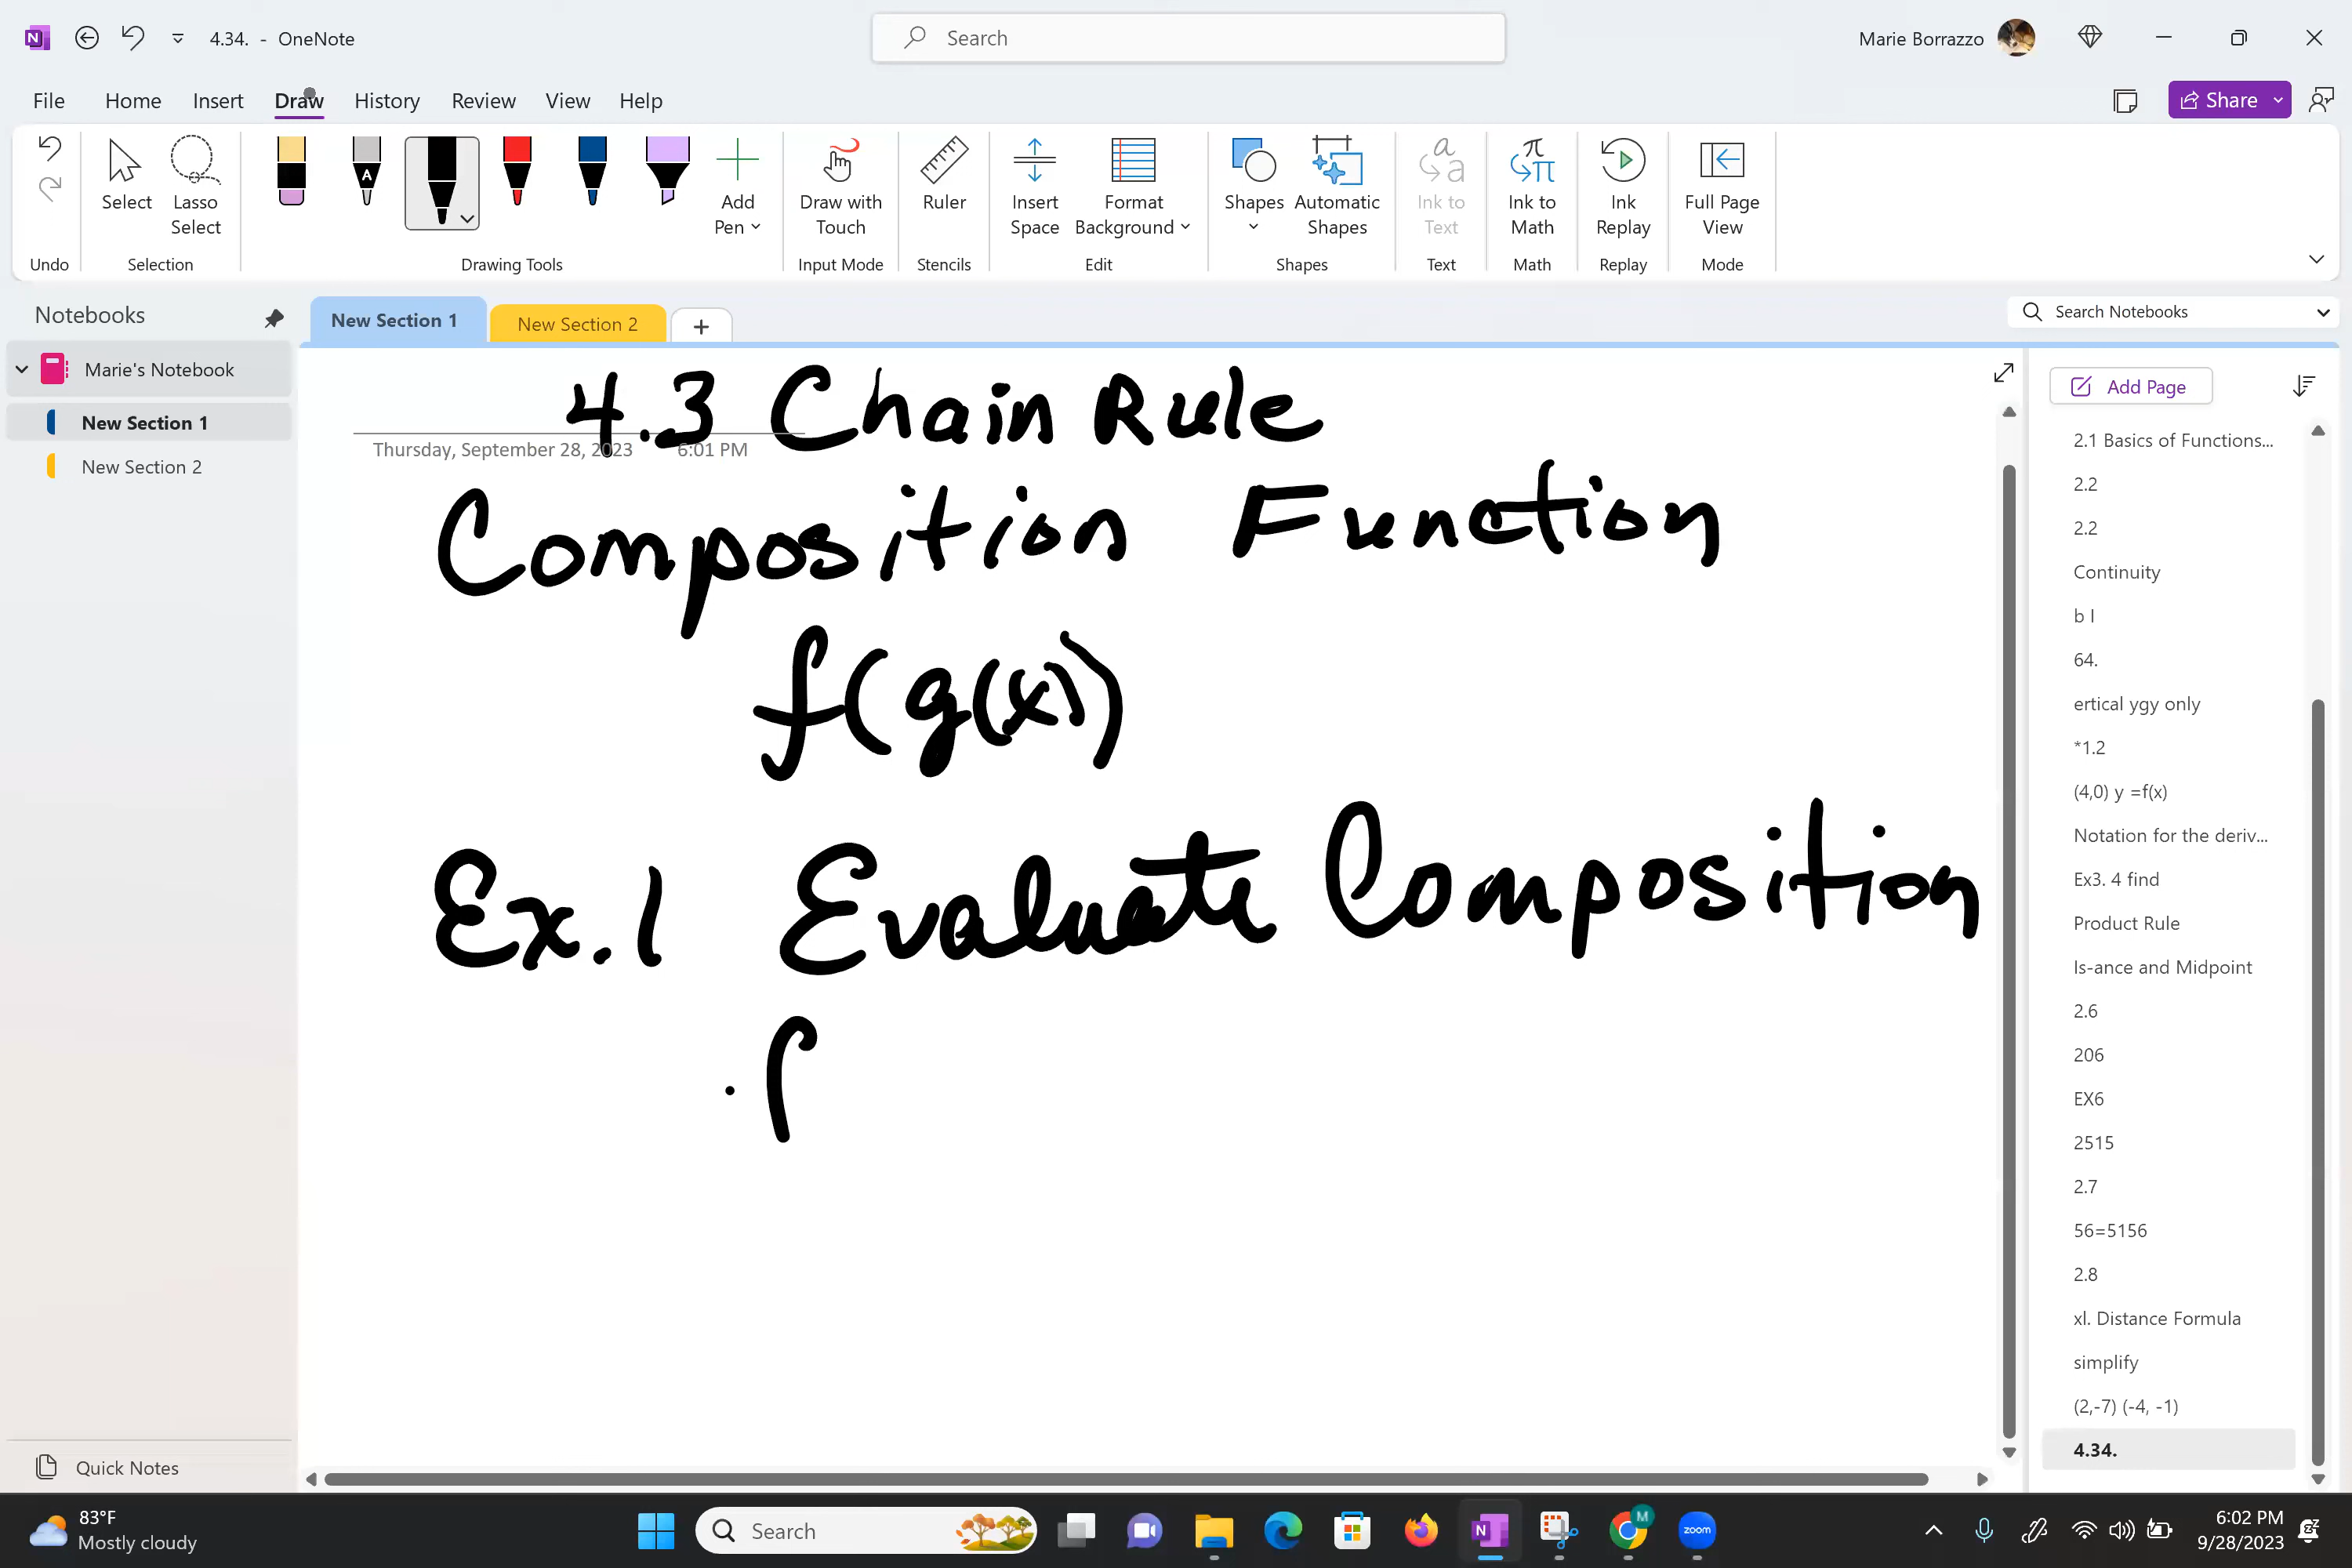 4.34. - OneNote
Search
Marie Borrazzo
File Home Insert Draw History Review View Help
Share
Select
Lasso Select
A
Add Pen
Draw with Touch
Ruler
Insert Space
Format Background
Shapes
Automatic Shapes
Ink to Text
Ink to Math
Ink Replay
Full Page View
Undo Selection Drawing Tools Input Mode Stencils Edit Shapes Text Math Replay Mode
Notebooks
New Section 1
New Section 2
+
Search Notebooks
Marie's Notebook
New Section 1
New Section 2
Quick Notes
4.3 Chain Rule
Thursday, September 28, 2023 6:01 PM
Composition Function
f(g(x))
Ex.1 Evaluate Composition
Add Page
2.1 Basics of Functions...
2.2
2.2
Continuity
b I
64.
ertical ygy only
*1.2
(4,0) y =f(x)
Notation for the deriv...
Ex3. 4 find
Product Rule
Is-ance and Midpoint
2.6
206
EX6
2515
2.7
56=5156
2.8
xl. Distance Formula
simplify
(2,-7) (-4, -1)
4.34.
83°F
Mostly cloudy
Search
N
M
zoom
6:02 PM
9/28/2023